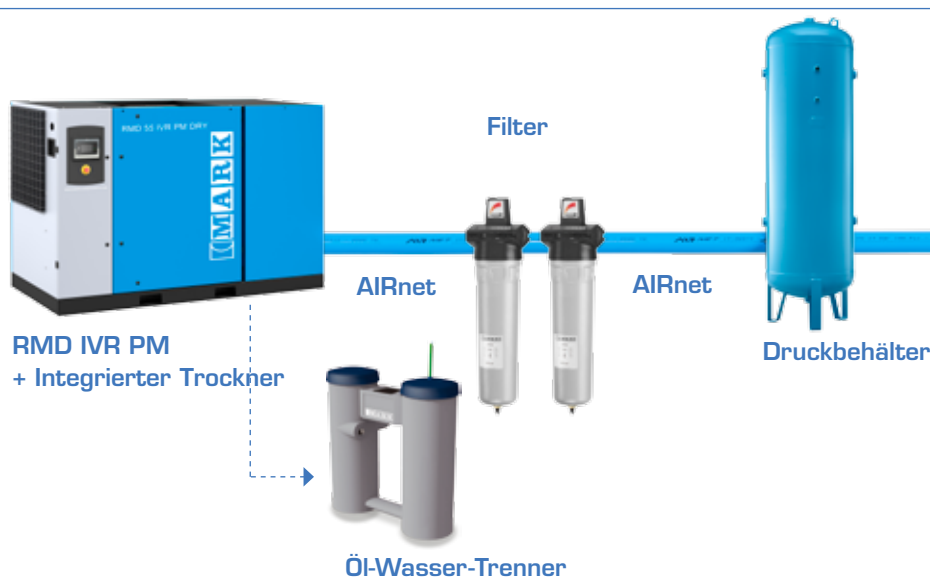 RMD 55 IVR PM DRY
MARK
Filter
AIRnet
AIRnet
RMD IVR PM
+ Integrierter Trockner
Druckbehälter
Öl-Wasser-Trenner